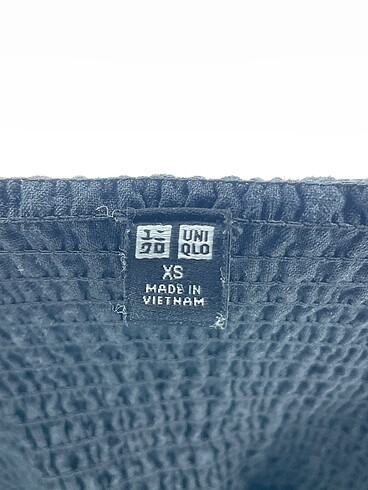 ユニ UNI
クロ QLO
XS
MADE IN
VIETNAM